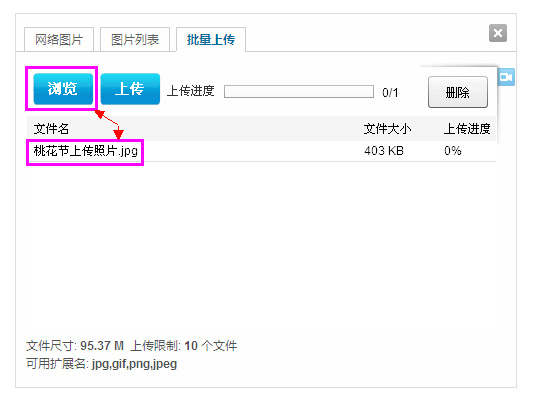 网络图片 图片列表 批量上传
浏览 上传 上传进度 0/1 删除
文件名 文件大小 上传进度
桃花节上传照片.jpg 403 KB 0%
文件尺寸: 95.37 M 上传限制: 10 个文件
可用扩展名: jpg,gif,png,jpeg